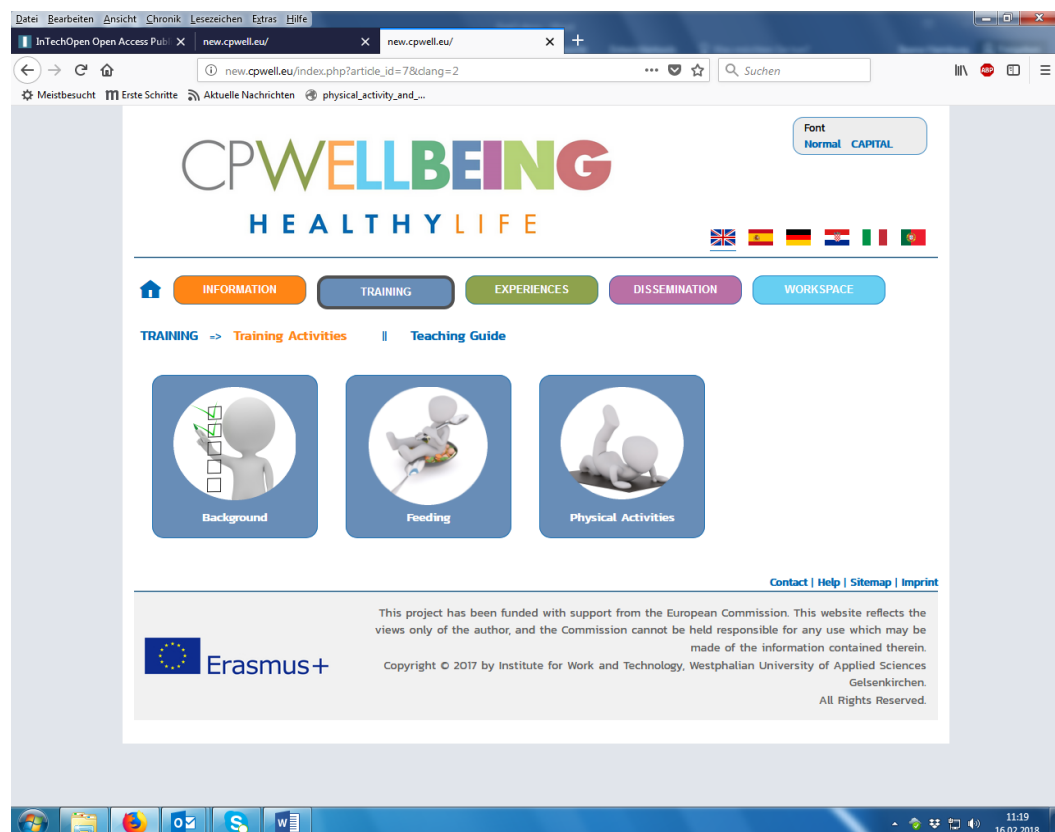 Datei Bearbeiten Ansicht Chronik Lesezeichen Extras Hilfe
InTechOpen Open Access Publ
new.cpwell.eu/
new.cpwell.eu/
new.cpwell.eu/index.php?article_id=7&clang=2
Suchen
Meistbesucht Erste Schritte Aktuelle Nachrichten physical_activity_and_...
CPWELLBEING
HEALTHYLIFE
Font
Normal CAPITAL
INFORMATION TRAINING EXPERIENCES DISSEMINATION WORKSPACE
TRAINING => Training Activities || Teaching Guide
Background Feeding Physical Activities
Contact | Help | Sitemap | Imprint
This project has been funded with support from the European Commission. This website reflects the
views only of the author, and the Commission cannot be held responsible for any use which may be
made of the information contained therein.
Copyright © 2017 by Institute for Work and Technology, Westphalian University of Applied Sciences
Gelsenkirchen.
All Rights Reserved.
Erasmus+
11:19
16.02.2018